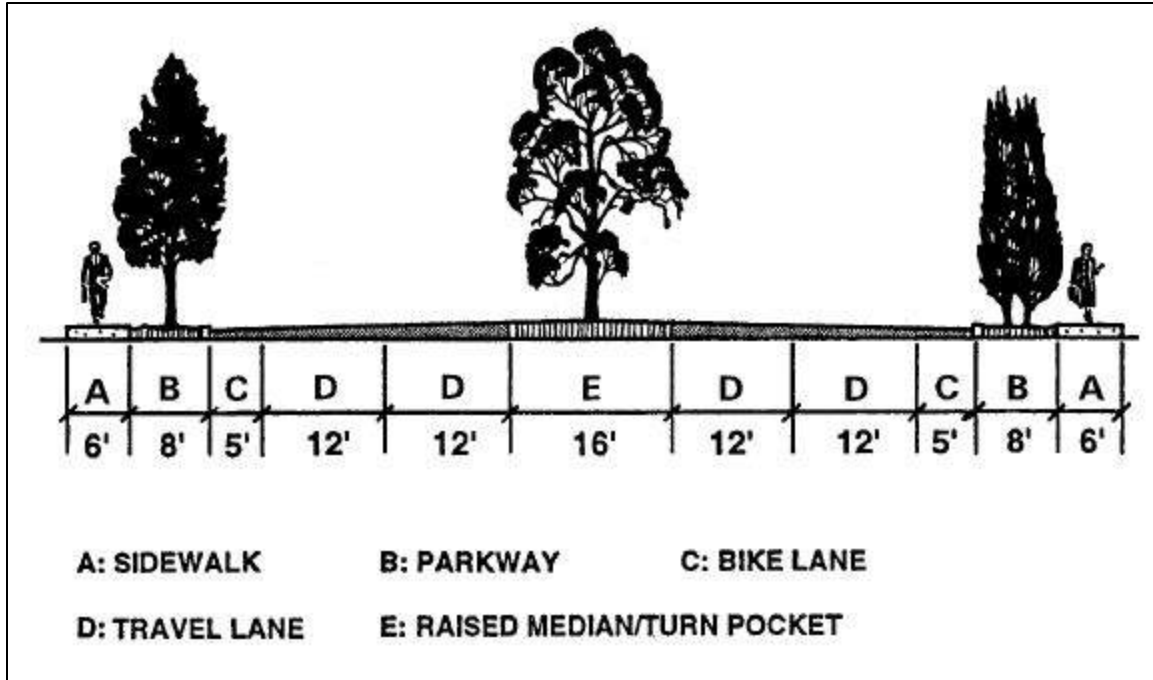 A B C D D E D D C B A
6' 8' 5' 12' 12' 16' 12' 12' 5' 8' 6'
A: SIDEWALK B: PARKWAY C: BIKE LANE
D: TRAVEL LANE E: RAISED MEDIAN/TURN POCKET